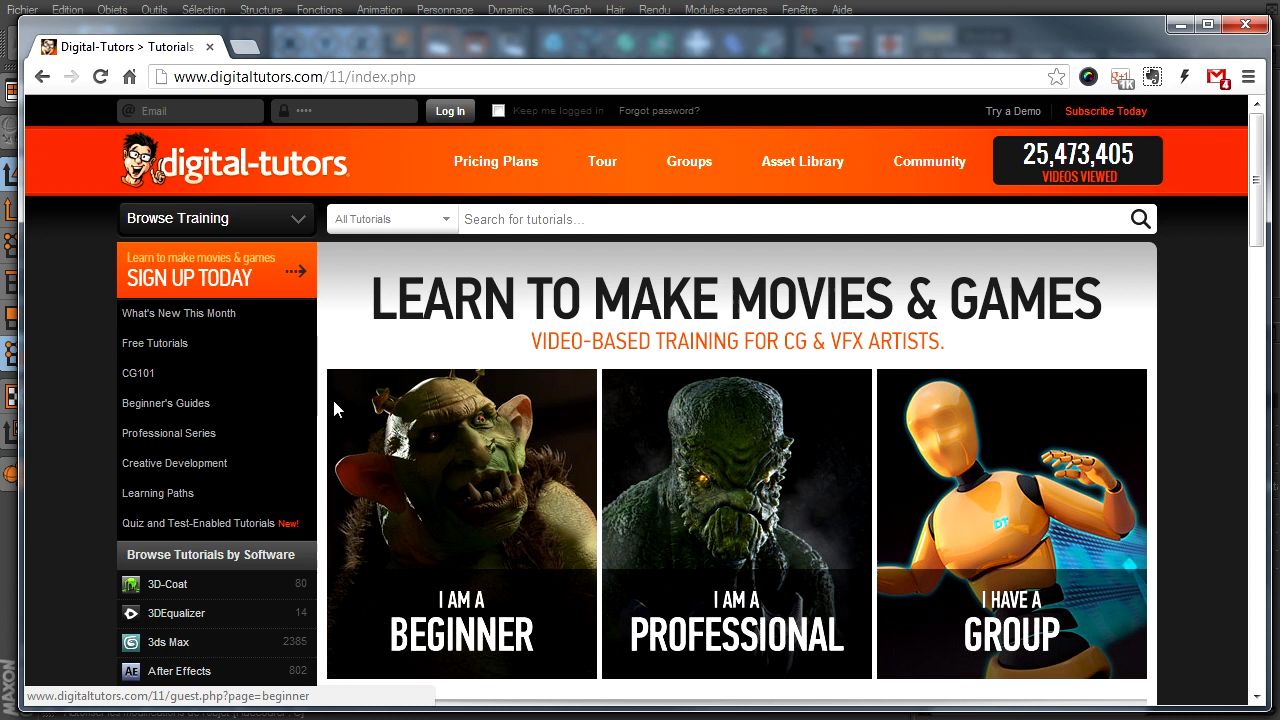 Fichier Edition Objets Sélection Structure Fonctions Animation Personnage Dynamics MoGraph Hair Rendu Modules externes Fenêtre Aide
Digital-Tutors > Tutorials
www.digitaltutors.com/11/index.php
1K
4
@ Email
Log In
Keep me logged in
Forgot password?
Try a Demo
Subscribe Today
digital-tutors
Pricing Plans
Tour
Groups
Asset Library
Community
25,473,405
VIDEOS VIEWED
Browse Training
All Tutorials
Search for tutorials...
Learn to make movies & games
SIGN UP TODAY
What's New This Month
Free Tutorials
CG101
Beginner's Guides
Professional Series
Creative Development
Learning Paths
Quiz and Test-Enabled Tutorials New!
Browse Tutorials by Software
3D-Coat 80
3DEqualizer 14
3ds Max 2385
AE After Effects 802
LEARN TO MAKE MOVIES & GAMES
VIDEO-BASED TRAINING FOR CG & VFX ARTISTS.
I AM A
BEGINNER
I AM A
PROFESSIONAL
DT
I HAVE A
GROUP
www.digitaltutors.com/11/guest.php?page=beginner
MAXON